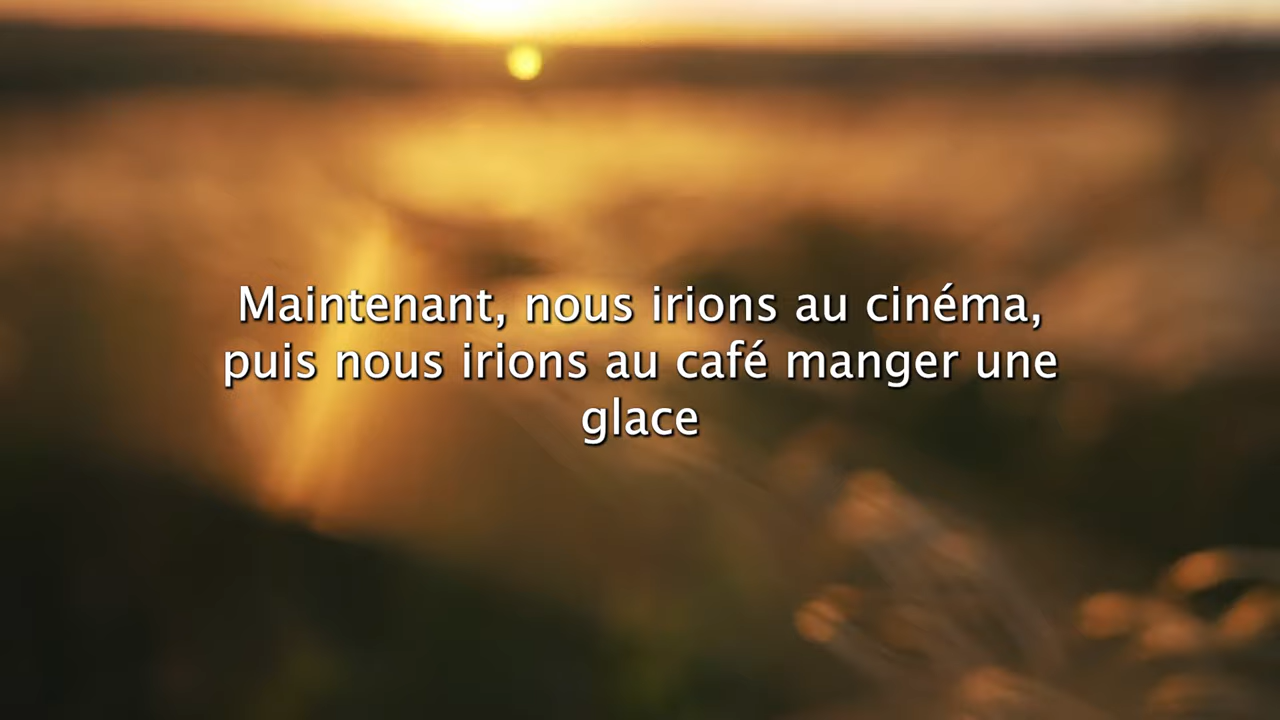 Maintenant, nous irions au cinéma,
puis nous irions au café manger une
glace